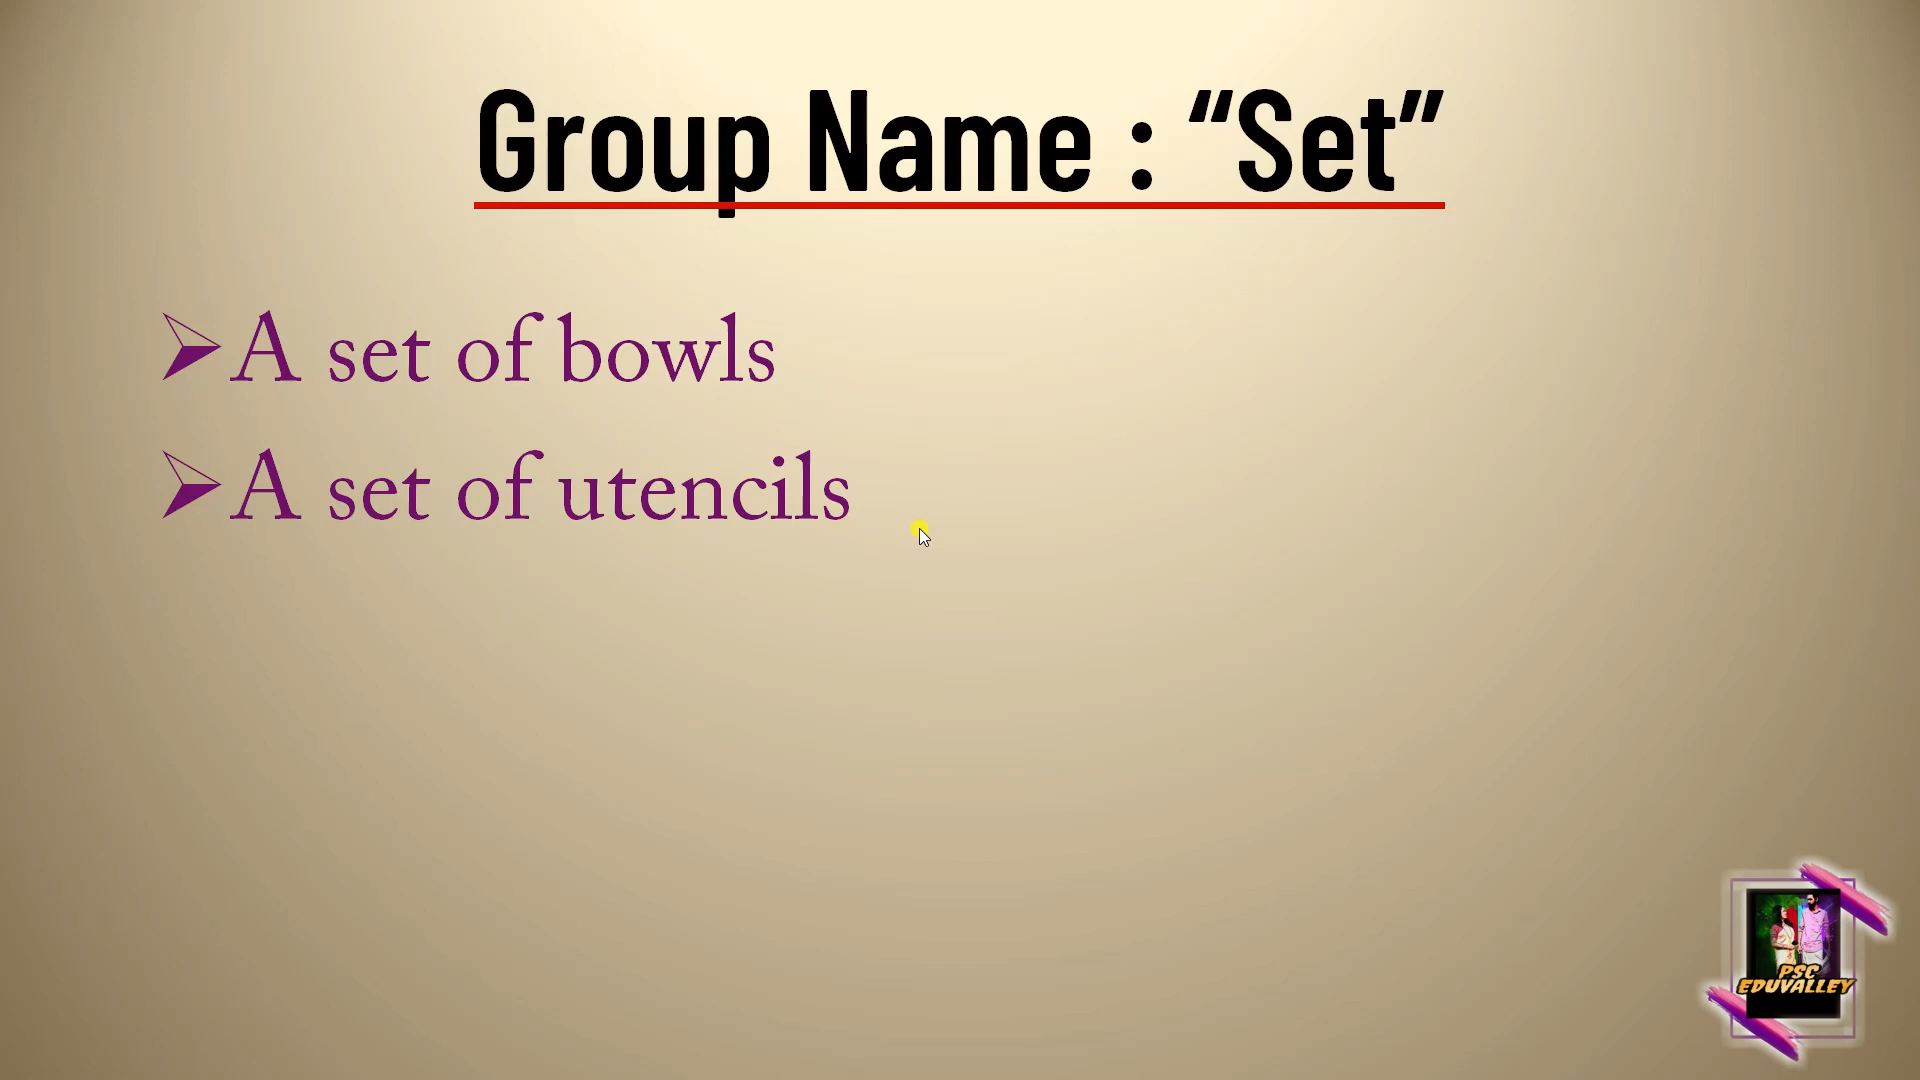 Group Name : “Set”
A set of bowls
A set of utencils
PSC
EDUVALLEY